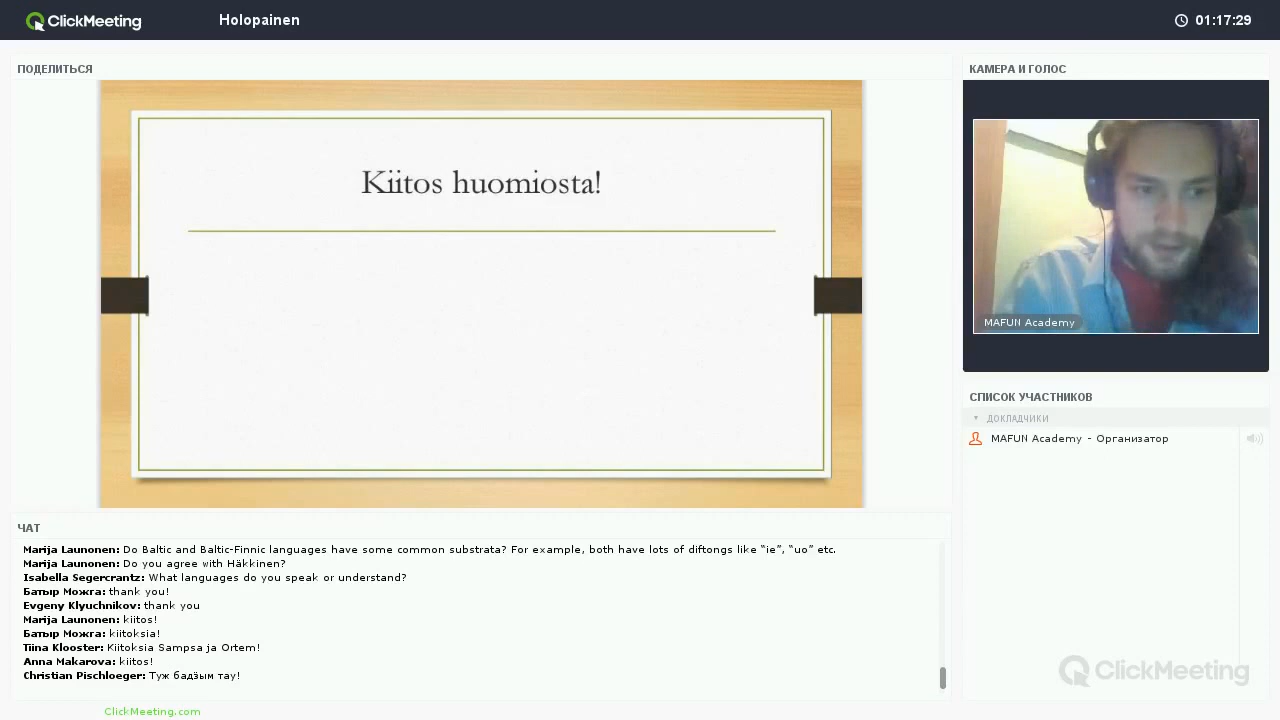 ClickMeeting
Holopainen
01:17:29
ПОДЕЛИТЬСЯ
КАМЕРА И ГОЛОС
Kiitos huomiosta!
MAFUN Academy
СПИСОК УЧАСТНИКОВ
ДОКЛАДЧИКИ
MAFUN Academy - Организатор
ЧАТ
Marija Launonen: Do Baltic and Baltic-Finnic languages have some common substrata? For example, both have lots of diftongs like “ie”, “uo” etc.
Marija Launonen: Do you agree with Häkkinen?
Isabella Segercrantz: What languages do you speak or understand?
Батыр Можга: thank you!
Evgeny Klyuchnikov: thank you
Marija Launonen: kiitos!
Батыр Можга: kiitoksia!
Tiina Klooster: Kiitoksia Sampsa ja Ortem!
Anna Makarova: kiitos!
Christian Pischloeger: Туж бадӟым тау!
ClickMeeting
ClickMeeting.com